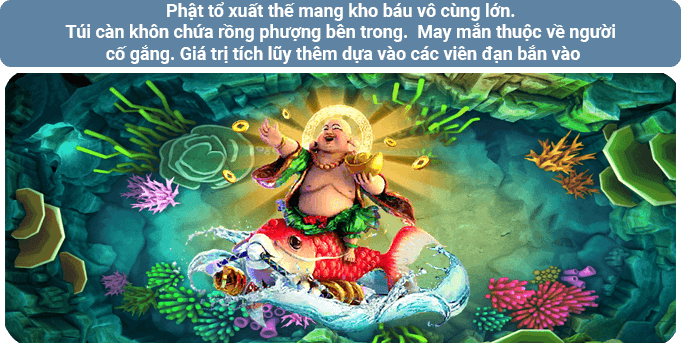 Phật tổ xuất thế mang kho báu vô cùng lớn.
Túi càn khôn chứa rồng phượng bên trong. May mắn thuộc về người
cố gắng. Giá trị tích lũy thêm dựa vào các viên đạn bắn vào